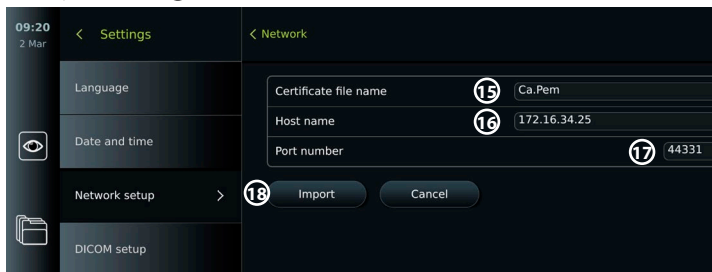 09:20
2 Mar
Settings
Network
Language
Certificate file name
15
Ca.Pem
Host name
16
172.16.34.25
Date and time
Port number
17
44331
Network setup
18
Import
Cancel
DICOM setup